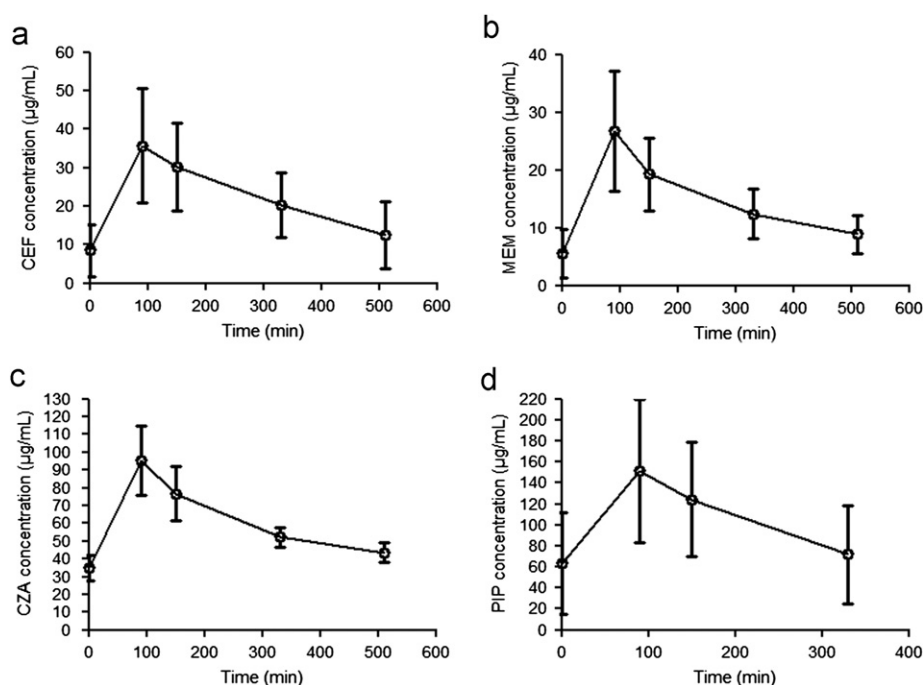 a
CEF concentration (µg/mL)
60
50
40
30
20
10
0
0 100 200 300 400 500 600
Time (min)
b
MEM concentration (µg/mL)
40
30
20
10
0
0 100 200 300 400 500 600
Time (min)
c
CZA concentration (µg/mL)
130
120
110
100
90
80
70
60
50
40
30
20
10
0
0 100 200 300 400 500 600
Time (min)
d
PIP concentration (µg/mL)
220
200
180
160
140
120
100
80
60
40
20
0
0 100 200 300 400
Time (min)